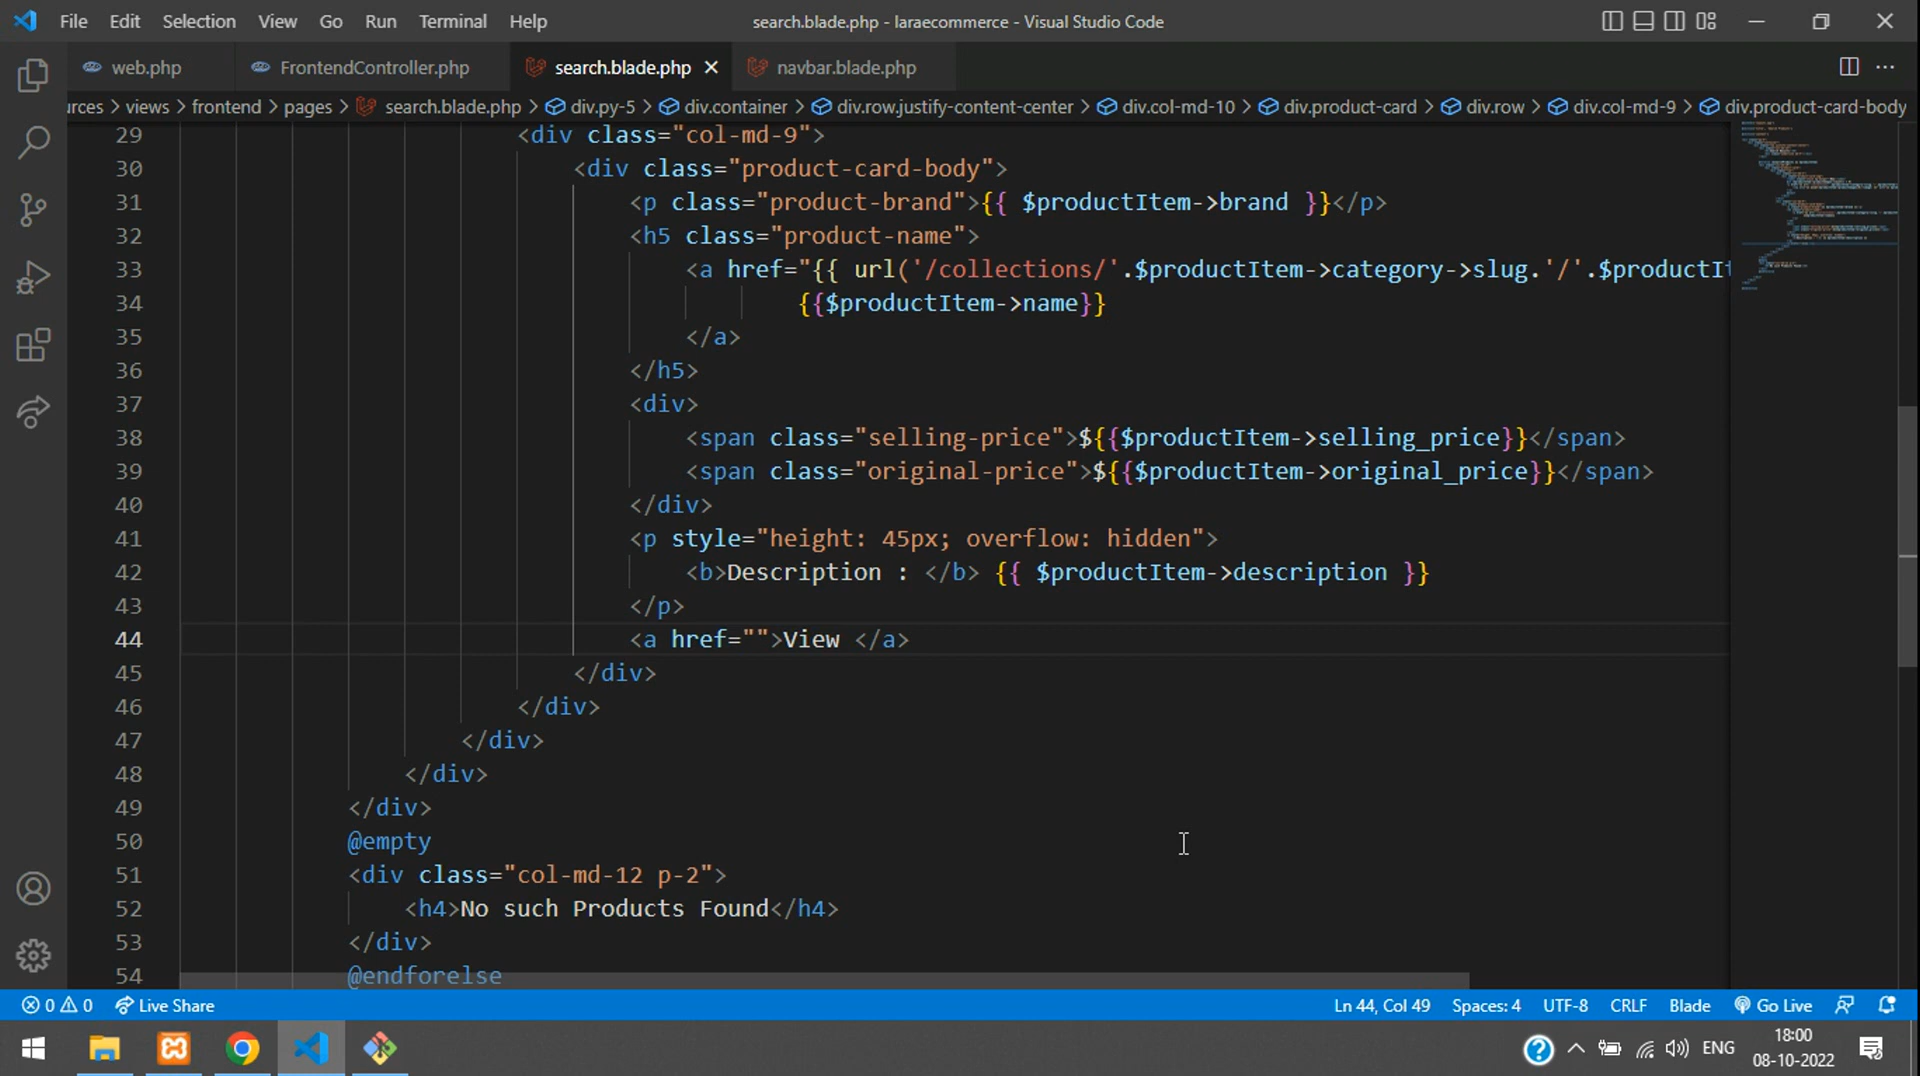 File Edit Selection View Go Run Terminal Help search.blade.php - laraecommerce - Visual Studio Code
web.php FrontendController.php search.blade.php navbar.blade.php
urces > views > frontend > pages > search.blade.php > div.py-5 > div.container > div.row.justify-content-center > div.col-md-10 > div.product-card > div.row > div.col-md-9 > div.product-card-body
29 <div class="col-md-9">
30 <div class="product-card-body">
31 <p class="product-brand">{{ $productItem->brand }}</p>
32 <h5 class="product-name">
33 <a href="{{ url('/collections/'.$productItem->category->slug.'/'.$productIt
34 {{$productItem->name}}
35 </a>
36 </h5>
37 <div>
38 <span class="selling-price">${{$productItem->selling_price}}</span>
39 <span class="original-price">${{$productItem->original_price}}</span>
40 </div>
41 <p style="height: 45px; overflow: hidden">
42 <b>Description : </b> {{ $productItem->description }}
43 </p>
44 <a href="">View </a>
45 </div>
46 </div>
47 </div>
48 </div>
49 </div>
50 @empty
51 <div class="col-md-12 p-2">
52 <h4>No such Products Found</h4>
53 </div>
54 @endforelse
0 0 Live Share Ln 44, Col 49 Spaces: 4 UTF-8 CRLF Blade Go Live
ENG 18:00
08-10-2022